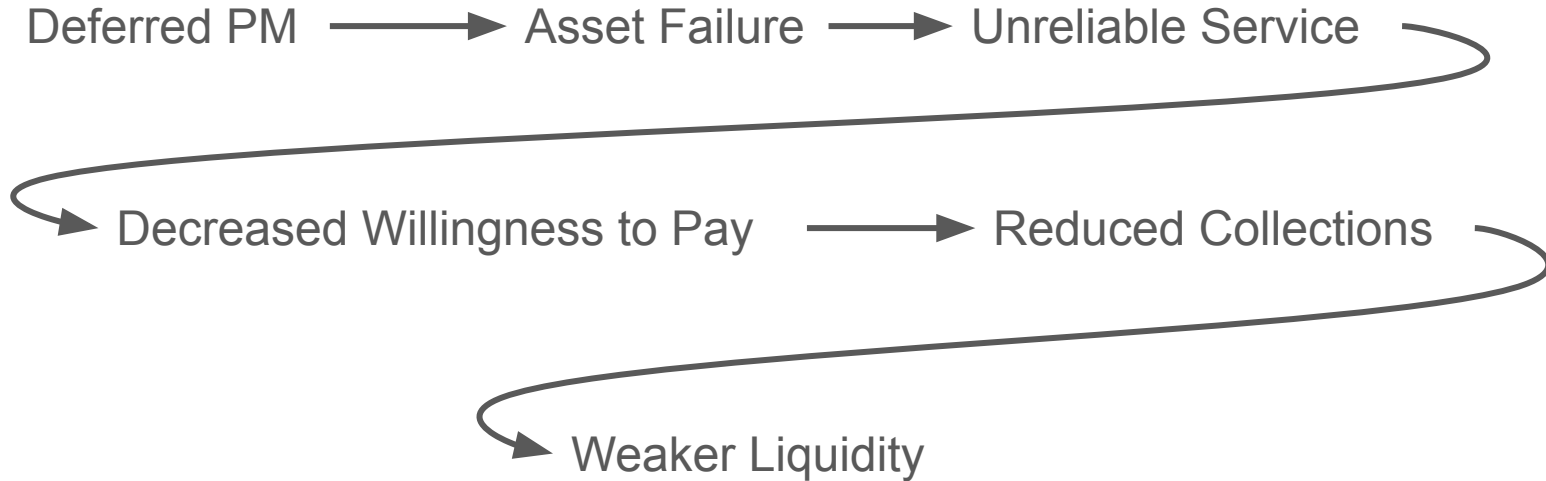 Deferred PM Asset Failure Unreliable Service
Decreased Willingness to Pay Reduced Collections
Weaker Liquidity